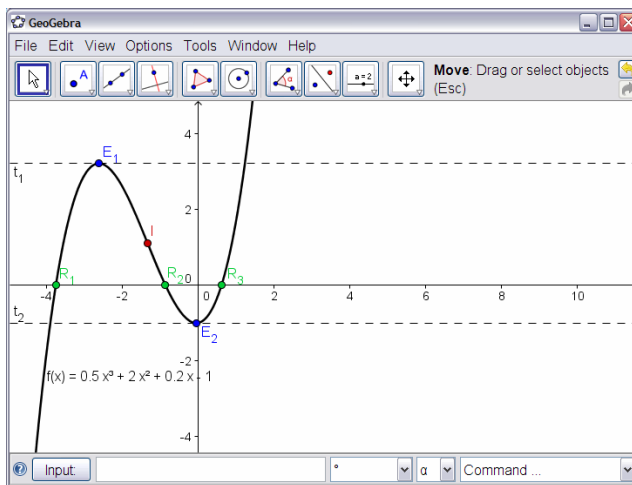 GeoGebra
File Edit View Options Tools Window Help
A
a = 2
Move: Drag or select objects
(Esc)
4
E1
t1
2
I
R1 R2 0 R3
-4 -2 0 2 4 6 8 10
t2
E2
-2
f(x) = 0.5 x³ + 2 x² + 0.2 x - 1
-4
Input: ° α Command ...